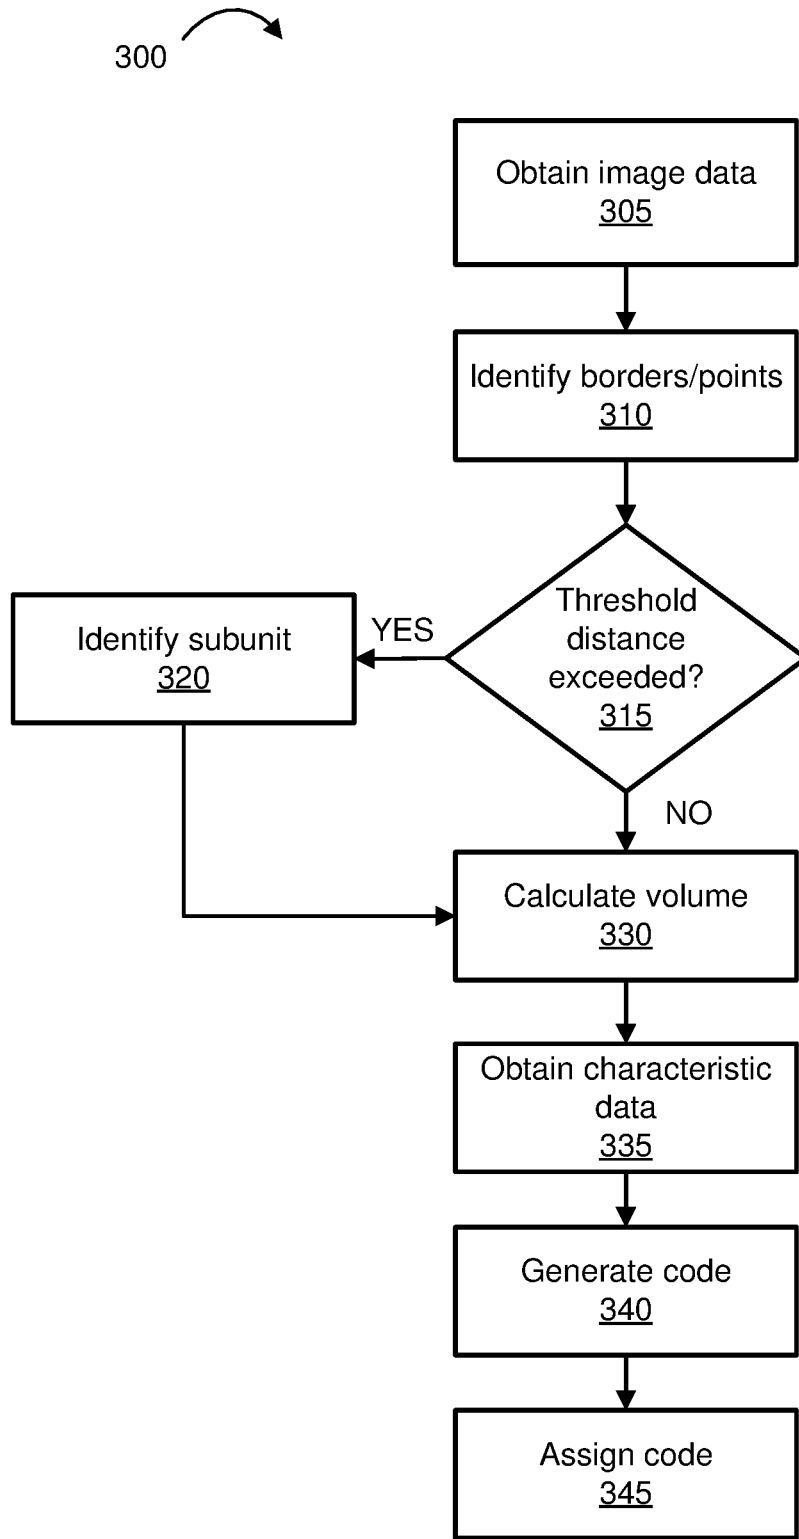 300
Obtain image data
305
Identify borders/points
310
Threshold
distance
exceeded?
315
YES
Identify subunit
320
NO
Calculate volume
330
Obtain characteristic
data
335
Generate code
340
Assign code
345